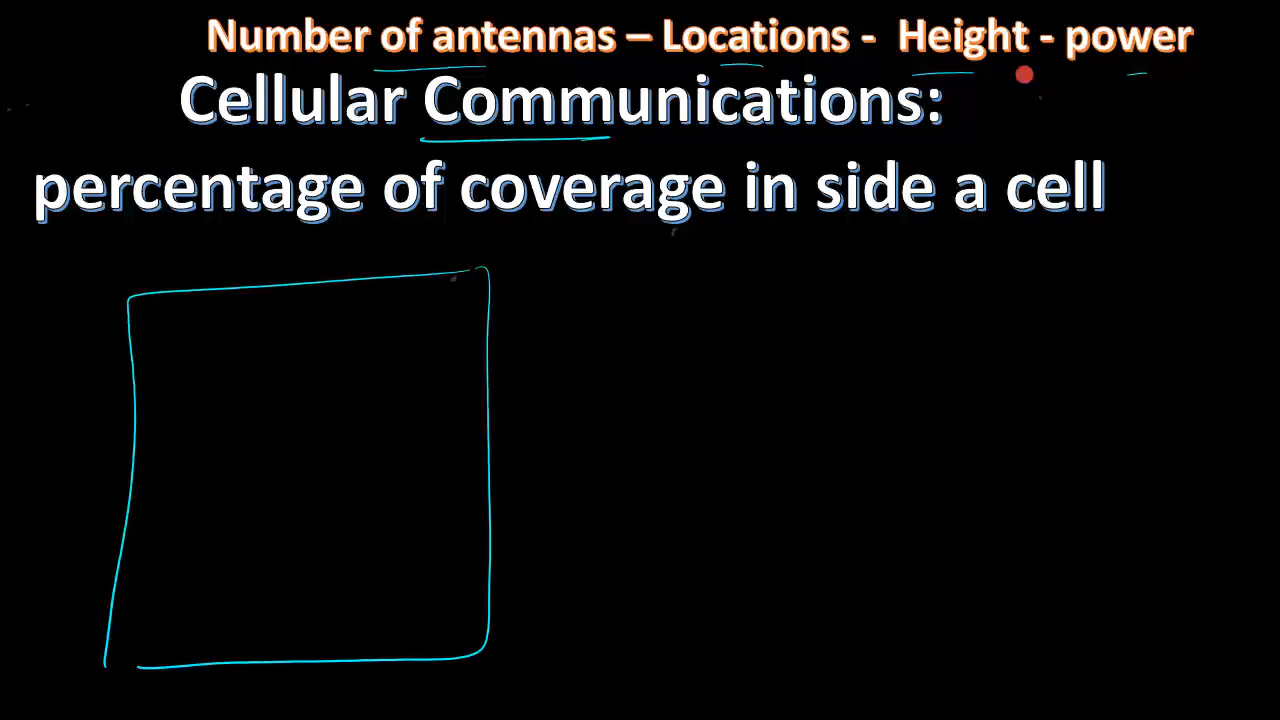 Number of antennas – Locations - Height - power
Cellular Communications:
percentage of coverage in side a cell